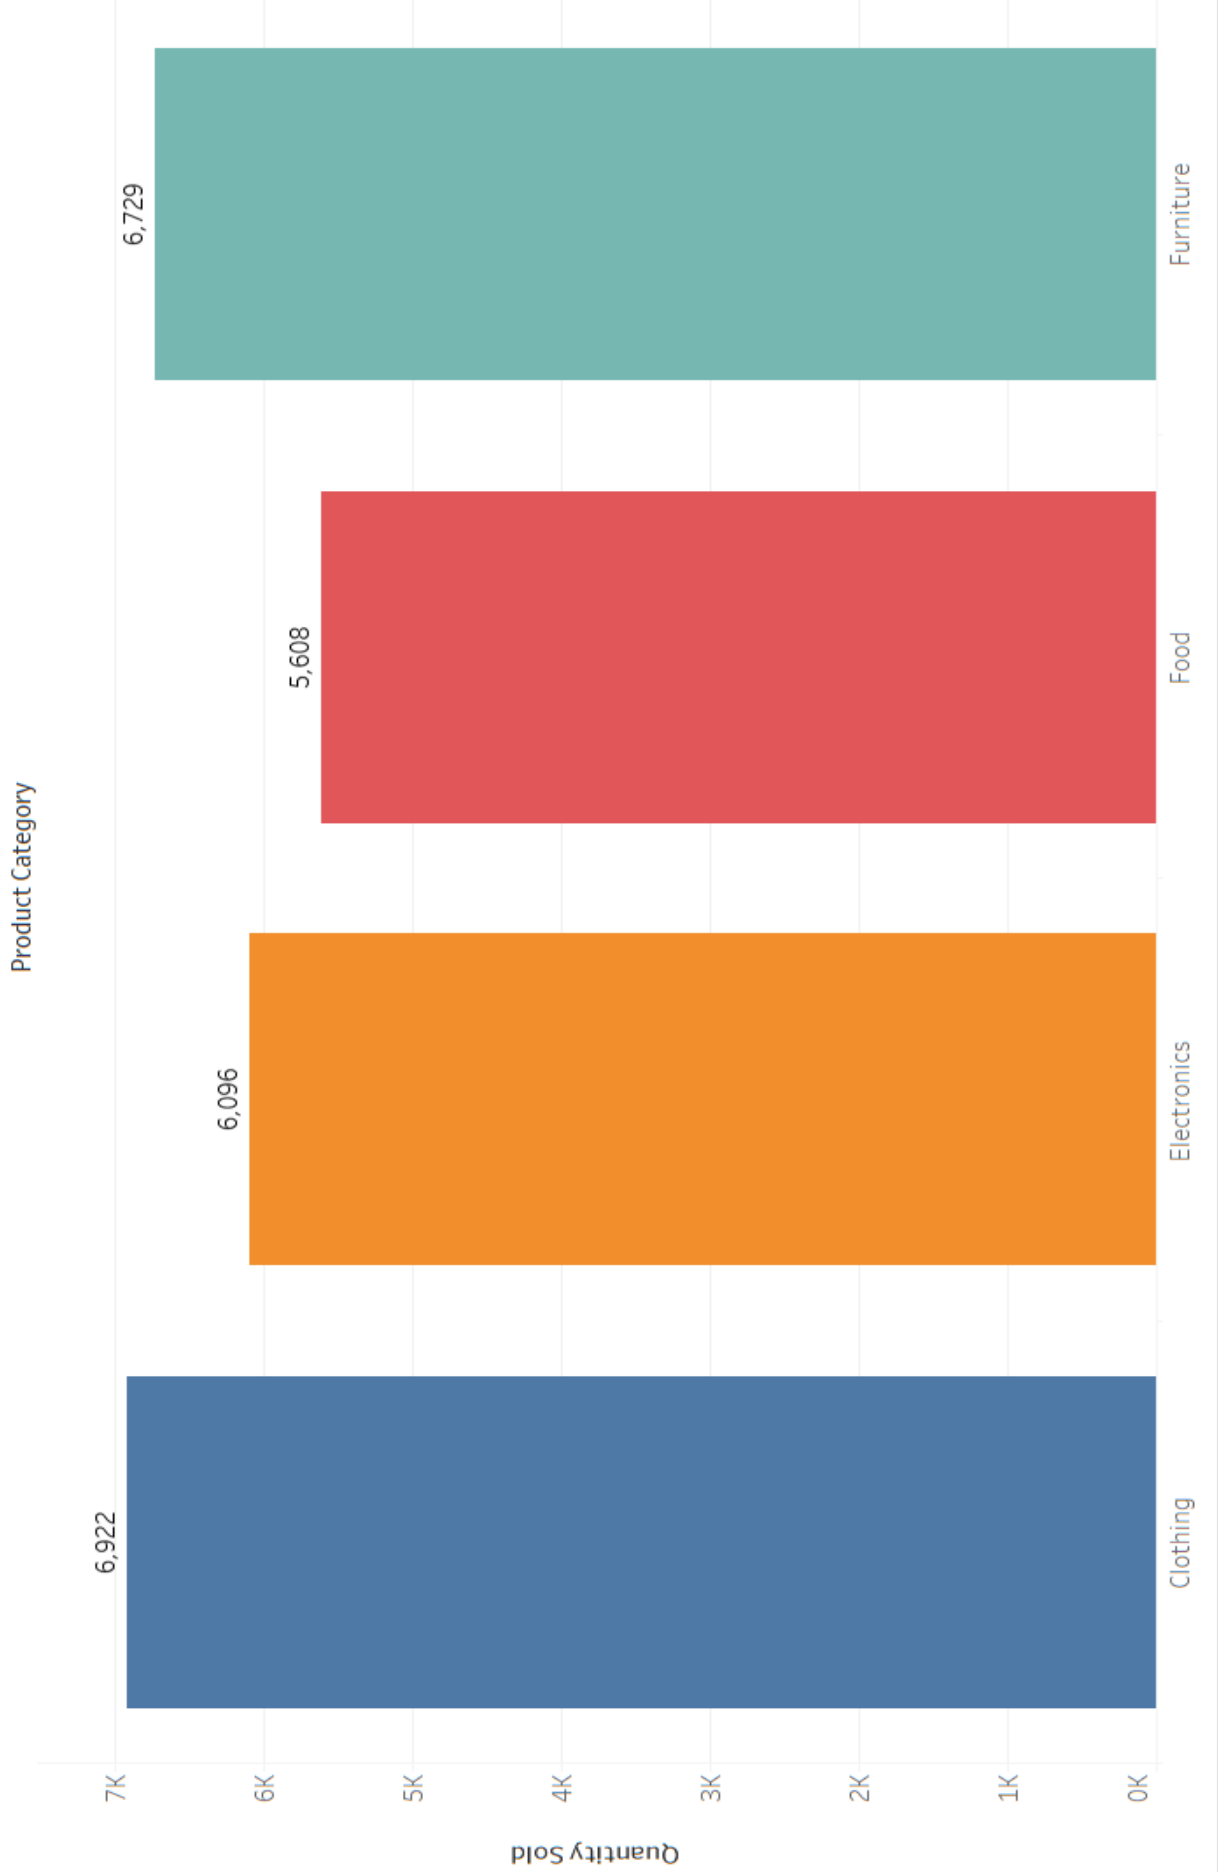 Product Category
7K
6K
5K
4K
3K
2K
1K
0K
Quantity Sold
6,922
6,096
5,608
6,729
Clothing
Electronics
Food
Furniture